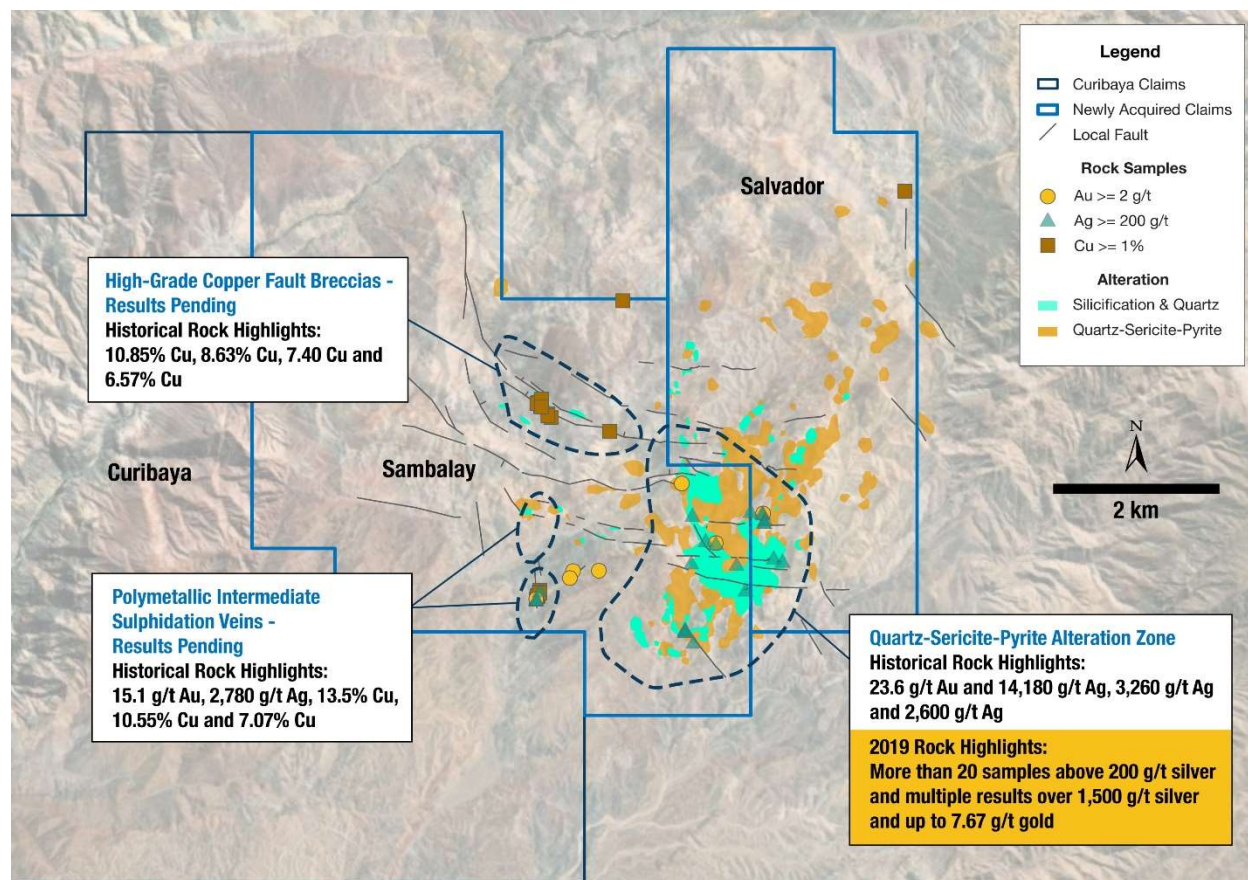 Legend
Curibaya Claims
Newly Acquired Claims
Local Fault
Rock Samples
Au >= 2 g/t
Ag >= 200 g/t
Cu >= 1%
Alteration
Silicification & Quartz
Quartz-Sericite-Pyrite
Salvador
High-Grade Copper Fault Breccias -
Results Pending
Historical Rock Highlights:
10.85% Cu, 8.63% Cu, 7.40 Cu and
6.57% Cu
Curibaya
Sambalay
N
2 km
Polymetallic Intermediate
Sulphidation Veins -
Results Pending
Historical Rock Highlights:
15.1 g/t Au, 2,780 g/t Ag, 13.5% Cu,
10.55% Cu and 7.07% Cu
Quartz-Sericite-Pyrite Alteration Zone
Historical Rock Highlights:
23.6 g/t Au and 14,180 g/t Ag, 3,260 g/t Ag
and 2,600 g/t Ag
2019 Rock Highlights:
More than 20 samples above 200 g/t silver
and multiple results over 1,500 g/t silver
and up to 7.67 g/t gold